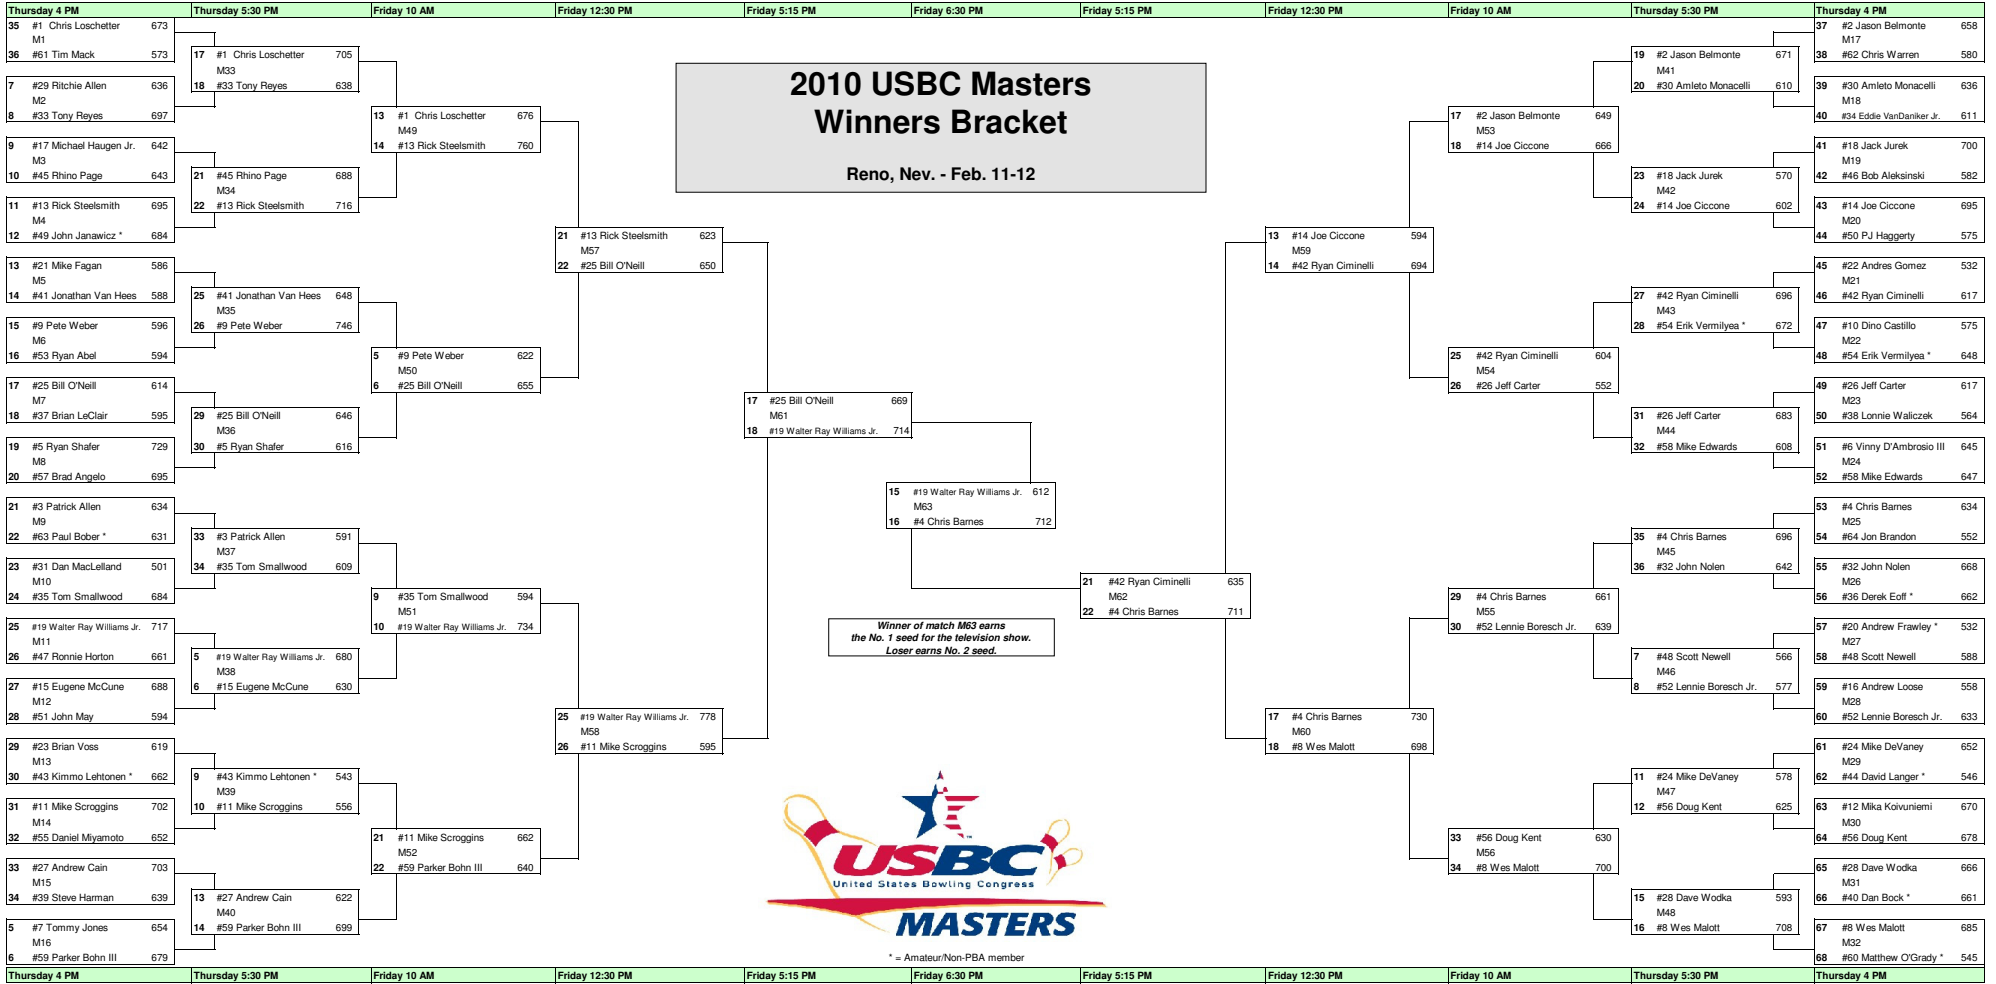 Thursday 4 PM Thursday 5:30 PM Friday 10 AM Friday 12:30 PM Friday 5:15 PM Friday 6:30 PM Friday 5:15 PM Friday 12:30 PM Friday 10 AM Thursday 5:30 PM Thursday 4 PM
2010 USBC Masters
Winners Bracket
Reno, Nev. - Feb. 11-12
35 #1 Chris Loschetter 673
M1
36 #61 Tim Mack 573
7 #29 Ritchie Allen 636
M2
8 #33 Tony Reyes 697
9 #17 Michael Haugen Jr. 642
M3
10 #45 Rhino Page 643
11 #13 Rick Steelsmith 695
M4
12 #49 John Janawicz * 684
13 #21 Mike Fagan 586
M5
14 #41 Jonathan Van Hees 588
15 #9 Pete Weber 596
M6
16 #53 Ryan Abel 594
17 #25 Bill O'Neill 614
M7
18 #37 Brian LeClair 595
19 #5 Ryan Shafer 729
M8
20 #57 Brad Angelo 695
21 #3 Patrick Allen 634
M9
22 #63 Paul Bober * 631
23 #31 Dan MacLelland 501
M10
24 #35 Tom Smallwood 684
25 #19 Walter Ray Williams Jr. 717
M11
26 #47 Ronnie Horton 661
27 #15 Eugene McCune 688
M12
28 #51 John May 594
29 #23 Brian Voss 619
M13
30 #43 Kimmo Lehtonen * 662
31 #11 Mike Scroggins 702
M14
32 #55 Daniel Miyamoto 652
33 #27 Andrew Cain 703
M15
34 #39 Steve Harman 639
5 #7 Tommy Jones 654
M16
6 #59 Parker Bohn III 679
17 #1 Chris Loschetter 705
M33
18 #33 Tony Reyes 638
21 #45 Rhino Page 688
M34
22 #13 Rick Steelsmith 716
25 #41 Jonathan Van Hees 648
M35
26 #9 Pete Weber 746
29 #25 Bill O'Neill 646
M36
30 #5 Ryan Shafer 616
33 #3 Patrick Allen 591
M37
34 #35 Tom Smallwood 609
5 #19 Walter Ray Williams Jr. 680
M38
6 #15 Eugene McCune 630
9 #43 Kimmo Lehtonen * 543
M39
10 #11 Mike Scroggins 556
13 #27 Andrew Cain 622
M40
14 #59 Parker Bohn III 699
13 #1 Chris Loschetter 676
M49
14 #13 Rick Steelsmith 760
5 #9 Pete Weber 622
M50
6 #25 Bill O'Neill 655
9 #35 Tom Smallwood 594
M51
10 #19 Walter Ray Williams Jr. 734
21 #11 Mike Scroggins 662
M52
22 #59 Parker Bohn III 640
21 #13 Rick Steelsmith 623
M57
22 #25 Bill O'Neill 650
25 #19 Walter Ray Williams Jr. 778
M58
26 #11 Mike Scroggins 595
17 #25 Bill O'Neill 669
M61
18 #19 Walter Ray Williams Jr. 714
15 #19 Walter Ray Williams Jr. 612
M63
16 #4 Chris Barnes 712
Winner of match M63 earns
the No. 1 seed for the television show.
Loser earns No. 2 seed.
21 #42 Ryan Ciminelli 635
M62
22 #4 Chris Barnes 711
13 #14 Joe Ciccone 594
M59
14 #42 Ryan Ciminelli 694
17 #4 Chris Barnes 730
M60
18 #8 Wes Malott 698
17 #2 Jason Belmonte 649
M53
18 #14 Joe Ciccone 666
25 #42 Ryan Ciminelli 604
M54
26 #26 Jeff Carter 552
29 #4 Chris Barnes 661
M55
30 #52 Lennie Boresch Jr. 639
33 #56 Doug Kent 630
M56
34 #8 Wes Malott 700
19 #2 Jason Belmonte 671
M41
20 #30 Amleto Monacelli 610
23 #18 Jack Jurek 570
M42
24 #14 Joe Ciccone 602
27 #42 Ryan Ciminelli 696
M43
28 #54 Erik Vermilyea * 672
31 #26 Jeff Carter 683
M44
32 #58 Mike Edwards 608
35 #4 Chris Barnes 696
M45
36 #32 John Nolen 642
7 #48 Scott Newell 566
M46
8 #52 Lennie Boresch Jr. 577
11 #24 Mike DeVaney 578
M47
12 #56 Doug Kent 625
15 #28 Dave Wodka 593
M48
16 #8 Wes Malott 708
37 #2 Jason Belmonte 658
M17
38 #62 Chris Warren 580
39 #30 Amleto Monacelli 636
M18
40 #34 Eddie VanDaniker Jr. 611
41 #18 Jack Jurek 700
M19
42 #46 Bob Aleksinski 582
43 #14 Joe Ciccone 695
M20
44 #50 PJ Haggerty 575
45 #22 Andres Gomez 532
M21
46 #42 Ryan Ciminelli 617
47 #10 Dino Castillo 575
M22
48 #54 Erik Vermilyea * 648
49 #26 Jeff Carter 617
M23
50 #38 Lonnie Waliczek 564
51 #6 Vinny D'Ambrosio III 645
M24
52 #58 Mike Edwards 647
53 #4 Chris Barnes 634
M25
54 #64 Jon Brandon 552
55 #32 John Nolen 668
M26
56 #36 Derek Eoff * 662
57 #20 Andrew Frawley * 532
M27
58 #48 Scott Newell 588
59 #16 Andrew Loose 558
M28
60 #52 Lennie Boresch Jr. 633
61 #24 Mike DeVaney 652
M29
62 #44 David Langer * 546
63 #12 Mika Koivuniemi 670
M30
64 #56 Doug Kent 678
65 #28 Dave Wodka 666
M31
66 #40 Dan Bock * 661
67 #8 Wes Malott 685
M32
68 #60 Matthew O'Grady * 545
USBC
United States Bowling Congress
MASTERS
* = Amateur/Non-PBA member
Thursday 4 PM Thursday 5:30 PM Friday 10 AM Friday 12:30 PM Friday 5:15 PM Friday 6:30 PM Friday 5:15 PM Friday 12:30 PM Friday 10 AM Thursday 5:30 PM Thursday 4 PM